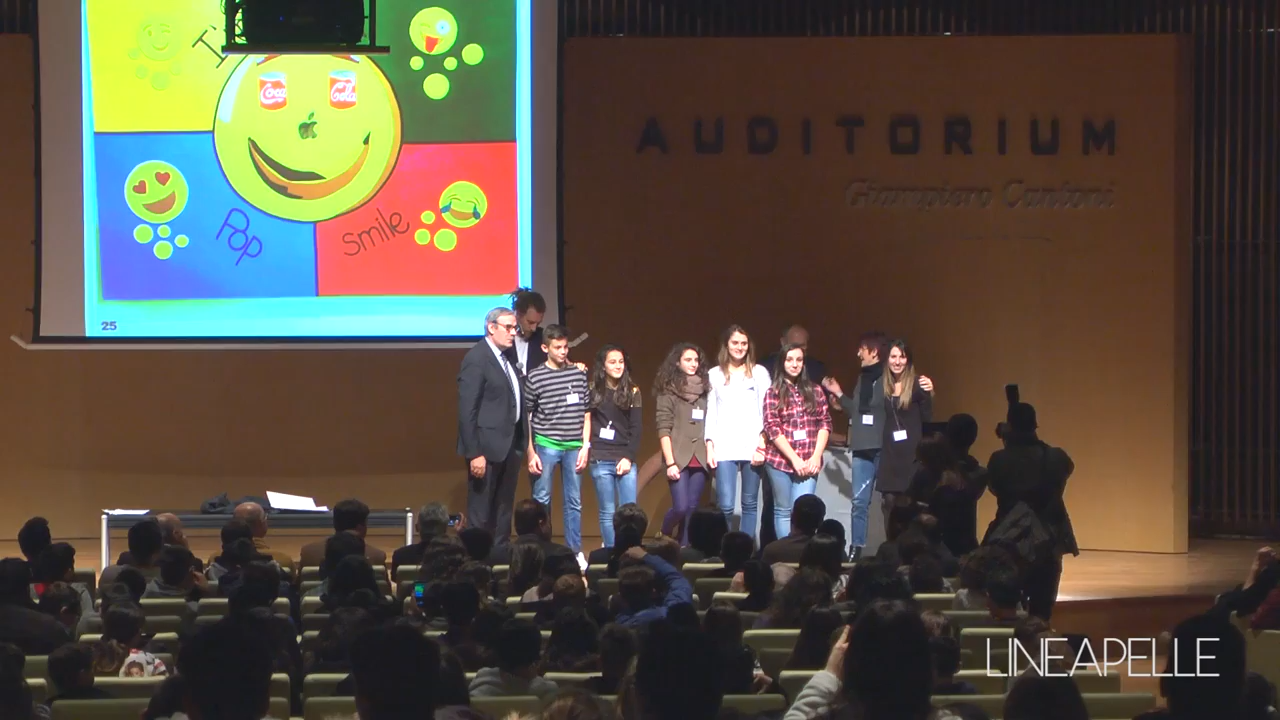 Coca Cola
Pop
smile
25
AUDITORIUM
Giampiero Cantoni
LINEAPELLE